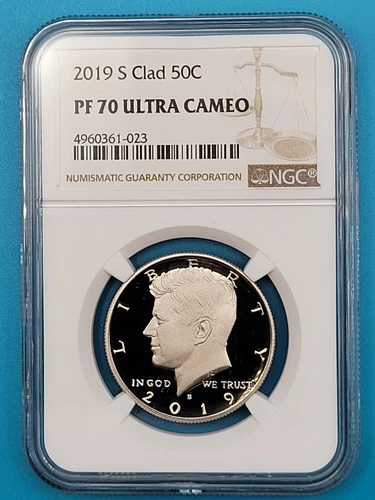 2019 S Clad 50C
PF 70 ULTRA CAMEO
4960361-023
NUMISMATIC GUARANTY CORPORATION NGC®
LIBERTY
IN GOD WE TRUST
S
2019